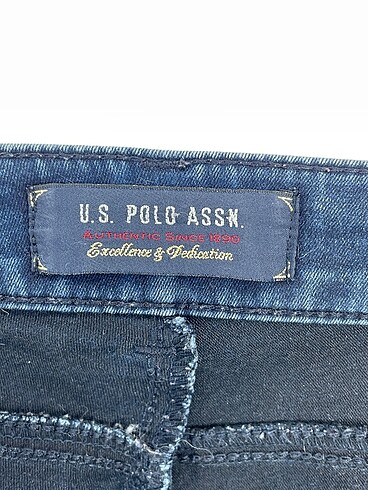 U.S. POLO ASSN.
AUTHENTIC SINCE 1890
Excellence & Dedication